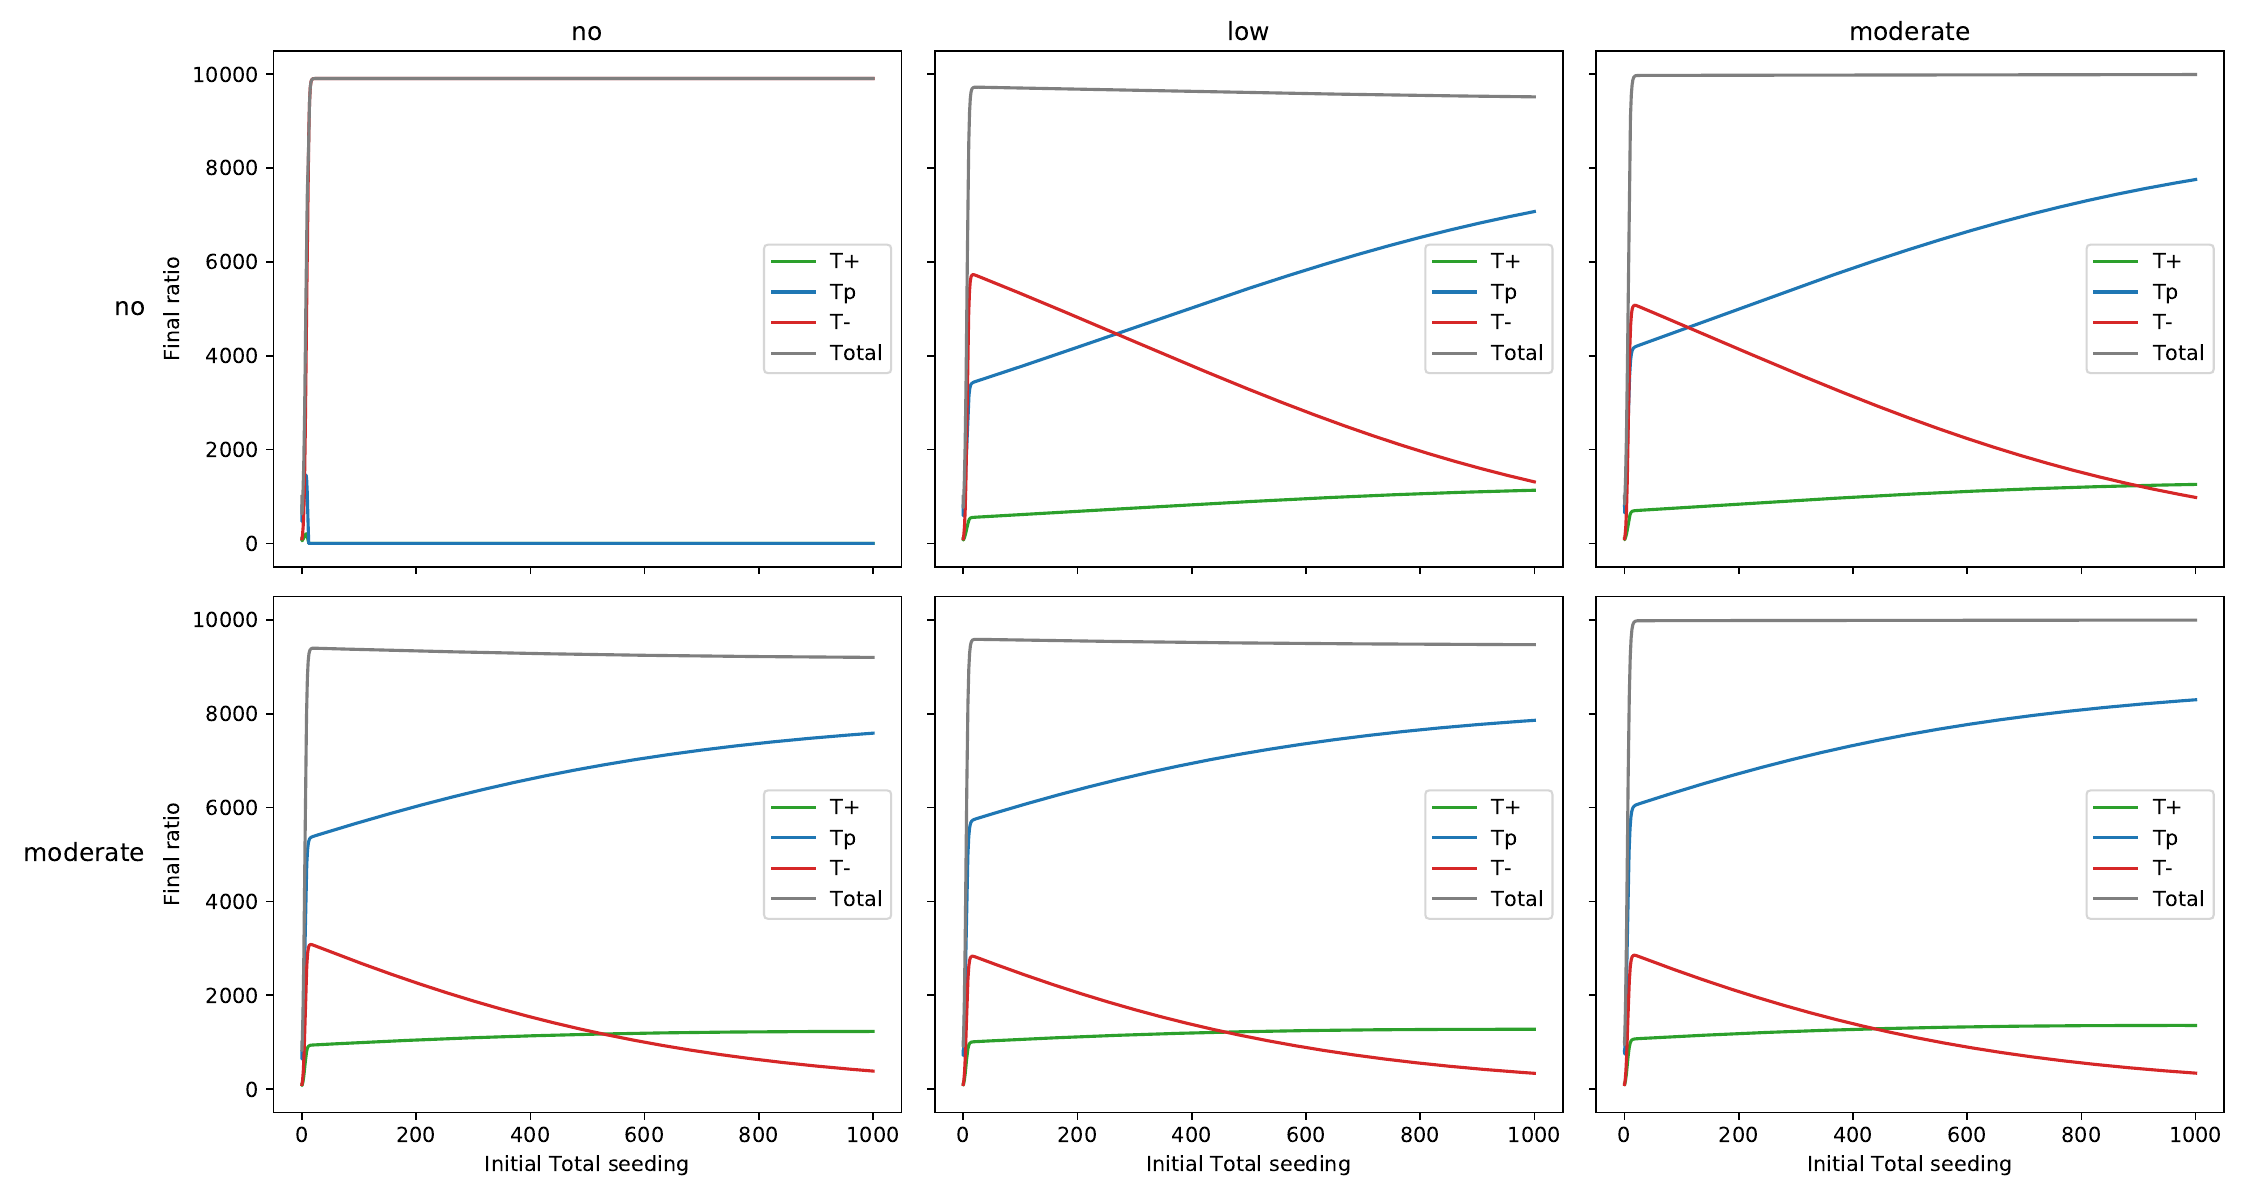 no
low
moderate
no
Final ratio
10000
8000
6000
4000
2000
0
T+
Tp
T-
Total
T+
Tp
T-
Total
T+
Tp
T-
Total
moderate
Final ratio
10000
8000
6000
4000
2000
0
T+
Tp
T-
Total
T+
Tp
T-
Total
T+
Tp
T-
Total
0 200 400 600 800 1000
0 200 400 600 800 1000
0 200 400 600 800 1000
Initial Total seeding
Initial Total seeding
Initial Total seeding